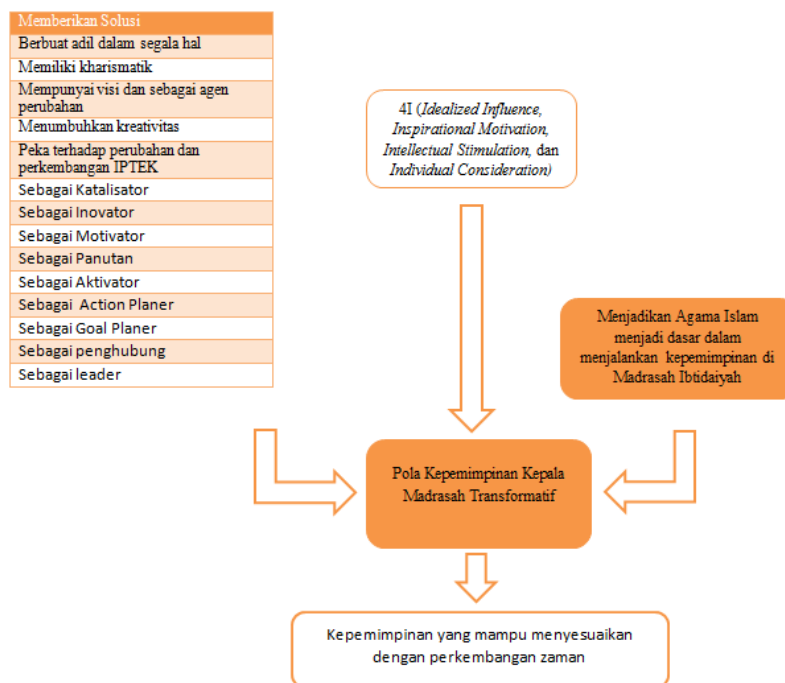 Memberikan Solusi
Berbuat adil dalam segala hal
Memiliki kharismatik
Mempunyai visi dan sebagai agen
perubahan
Menumbuhkan kreativitas
Peka terhadap perubahan dan
perkembangan IPTEK
Sebagai Katalisator
Sebagai Inovator
Sebagai Motivator
Sebagai Panutan
Sebagai Aktivator
Sebagai Action Planer
Sebagai Goal Planer
Sebagai penghubung
Sebagai leader
4I (Idealized Influence,
Inspirational Motivation,
Intellectual Stimulation, dan
Individual Consideration)
Menjadikan Agama Islam
menjadi dasar dalam
menjalankan kepemimpinan di
Madrasah Ibtidaiyah
Pola Kepemimpinan Kepala
Madrasah Transformatif
Kepemimpinan yang mampu menyesuaikan
dengan perkembangan zaman